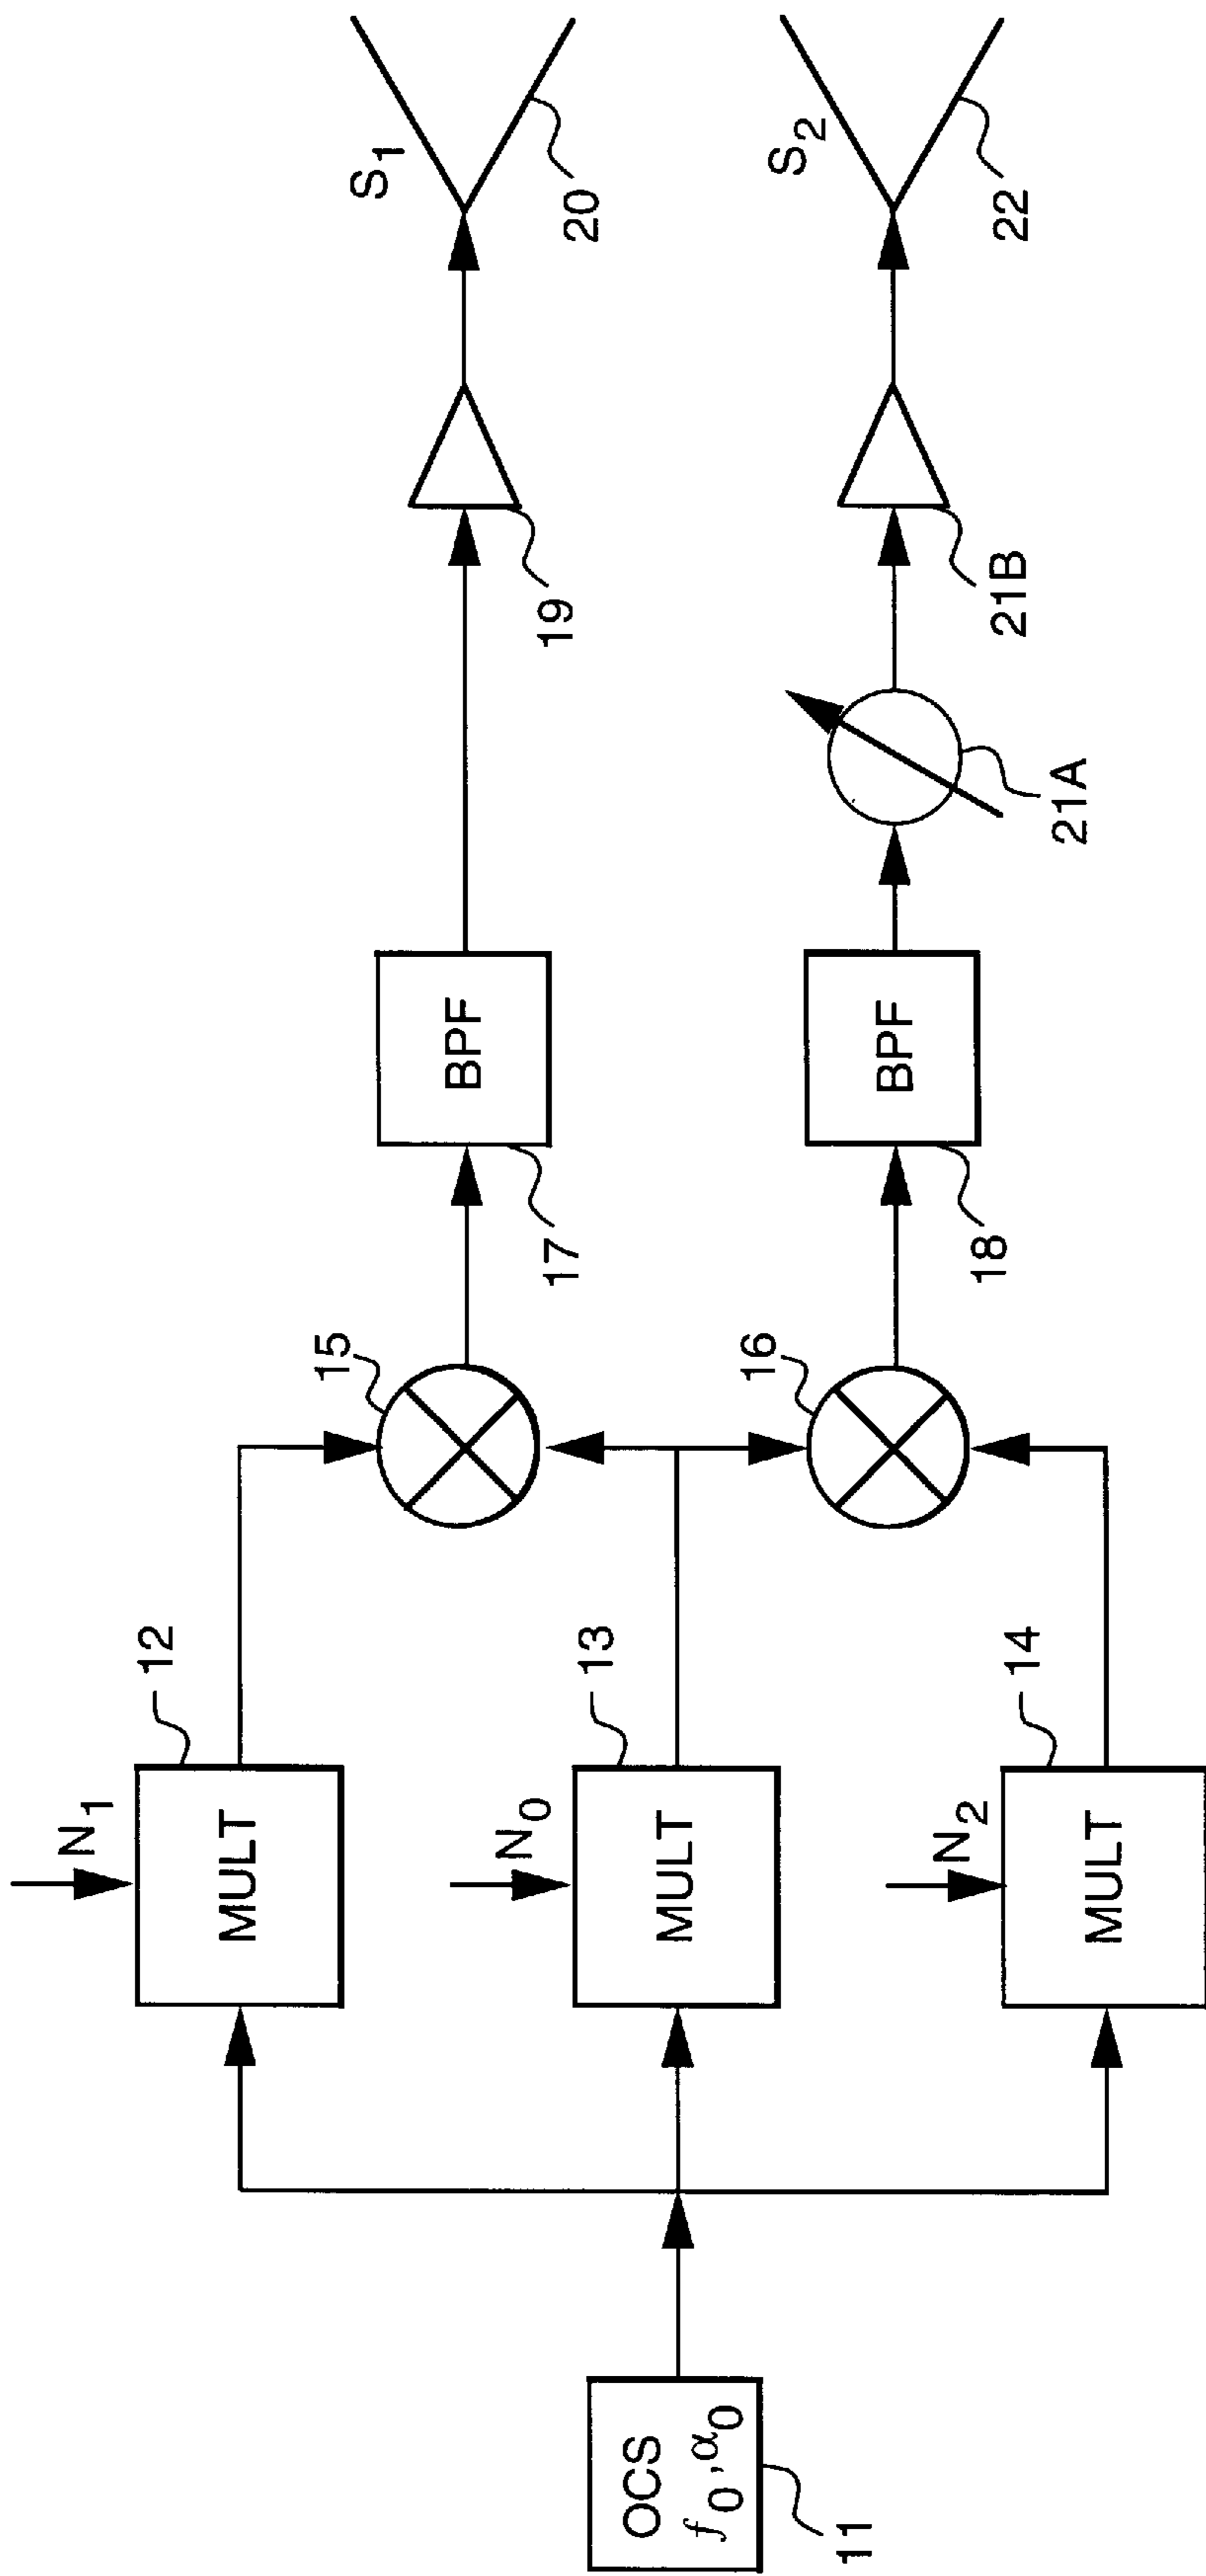 OCS
f0,α0
11
N1
MULT
12
N0
MULT
13
N2
MULT
14
15
16
BPF
17
BPF
18
19
21A
21B
S1
20
S2
22